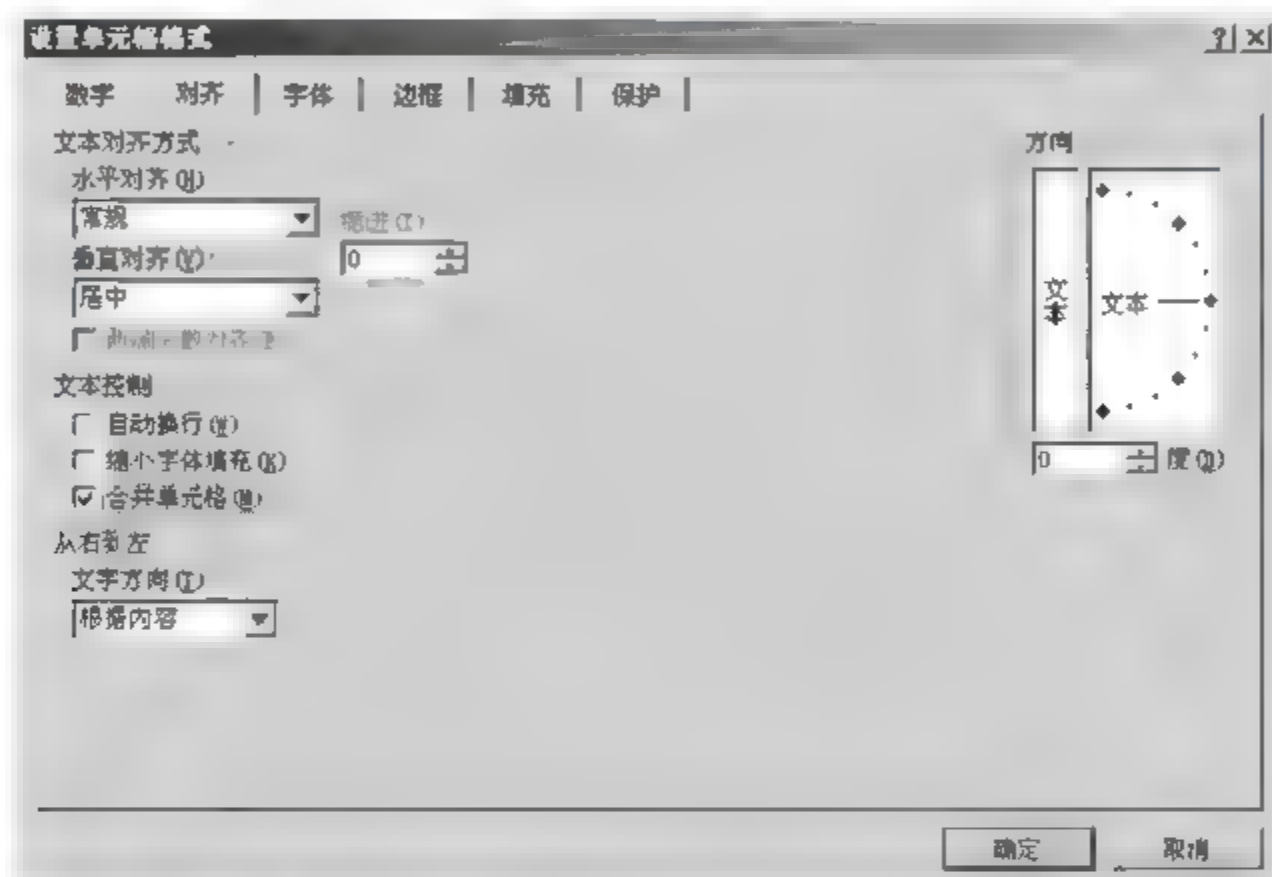 设置单元格格式
数字 对齐 字体 边框 填充 保护
文本对齐方式
水平对齐(H)
常规
缩进(I)
垂直对齐(V)
0
居中
文本控制
自动换行(W)
缩小字体填充(K)
合并单元格(M)
从右到左
文字方向(T)
根据内容
方向
文本
文本
0 度(D)
确定 取消